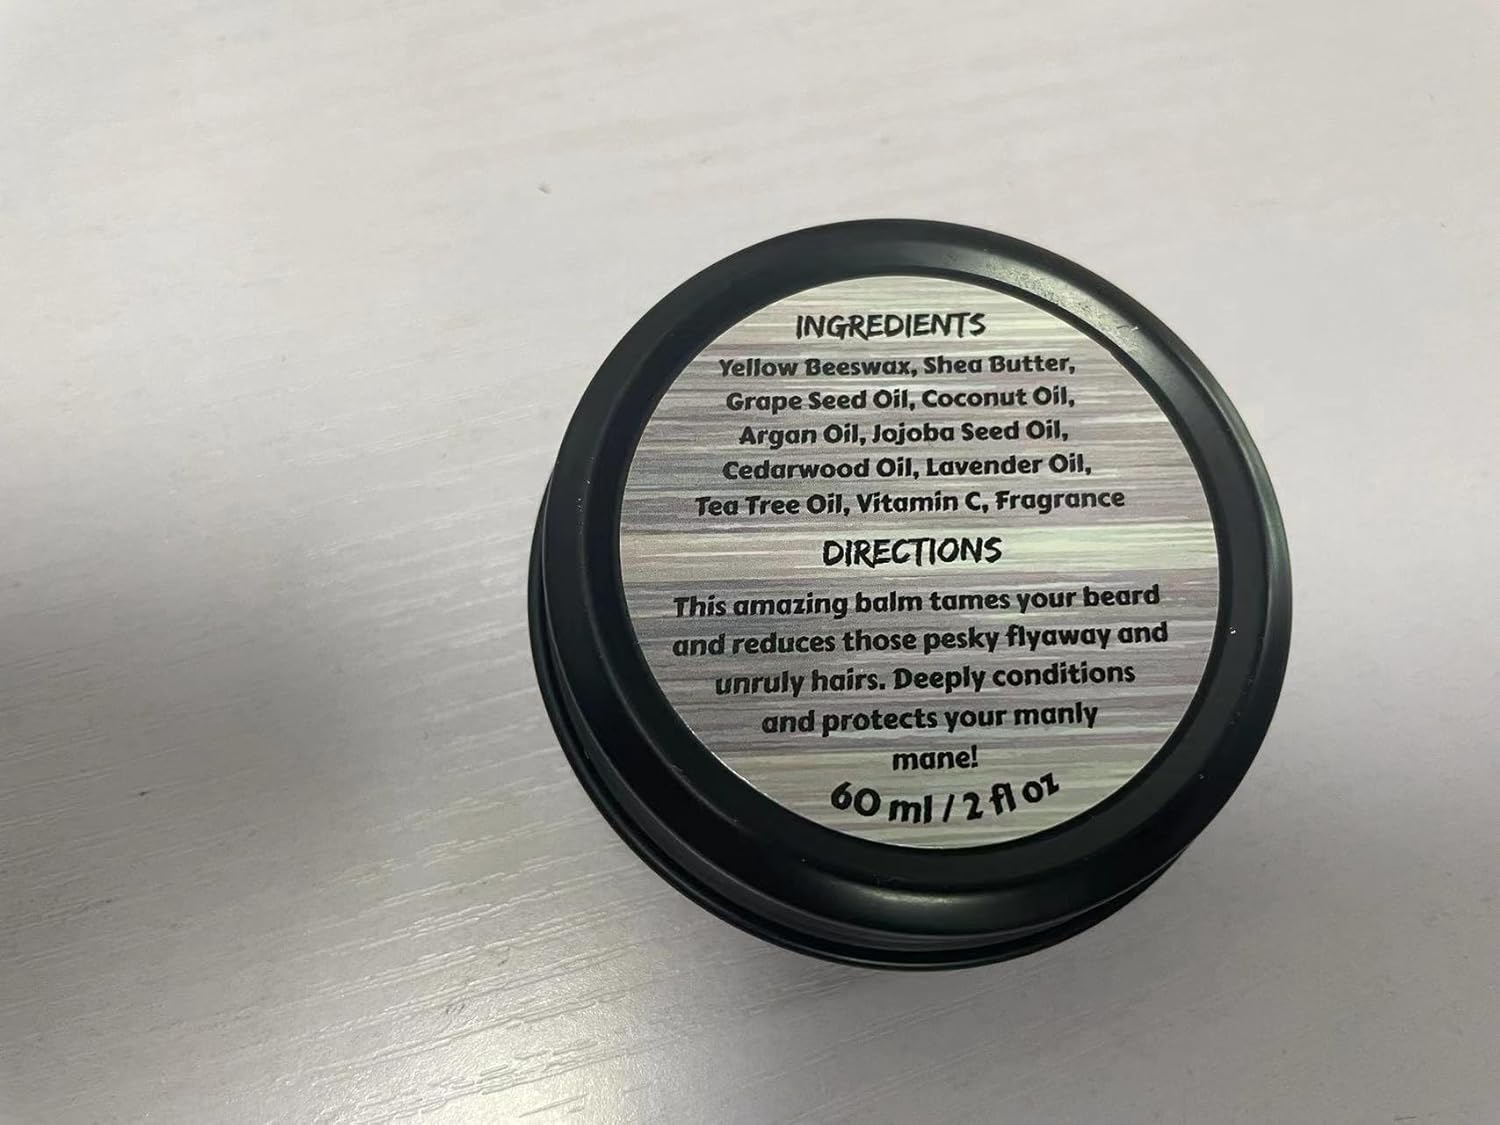 INGREDIENTS
Yellow Beeswax, Shea Butter,
Grape Seed Oil, Coconut Oil,
Argan Oil, Jojoba Seed Oil,
Cedarwood Oil, Lavender Oil,
Tea Tree Oil, Vitamin C, Fragrance
DIRECTIONS
This amazing balm tames your beard
and reduces those pesky flyaway and
unruly hairs. Deeply conditions
and protects your manly
mane!
60 ml / 2 fl oz